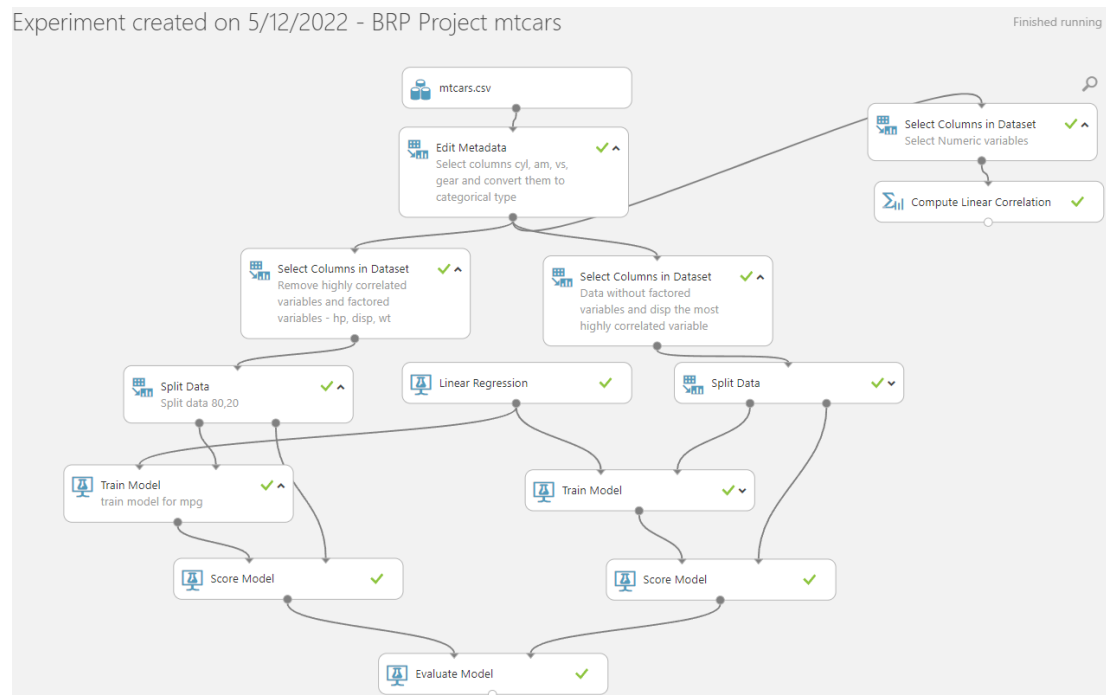 Experiment created on 5/12/2022 - BRP Project mtcars
Finished running
mtcars.csv
Select Columns in Dataset
Select Numeric variables
Edit Metadata
Select columns cyl, am, vs,
gear and convert them to
categorical type
Compute Linear Correlation
Select Columns in Dataset
Remove highly correlated
variables and factored
variables - hp, disp, wt
Select Columns in Dataset
Data without factored
variables and disp the most
highly correlated variable
Split Data
Split data 80,20
Linear Regression
Split Data
Train Model
train model for mpg
Train Model
Score Model
Score Model
Evaluate Model